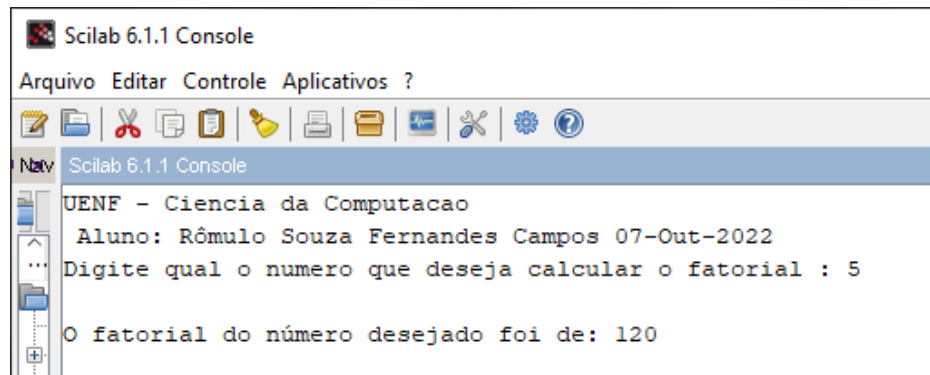 Scilab 6.1.1 Console
Arquivo Editar Controle Aplicativos ?
Scilab 6.1.1 Console
UENF - Ciencia da Computacao
Aluno: Rômulo Souza Fernandes Campos 07-Out-2022
Digite qual o numero que deseja calcular o fatorial : 5
O fatorial do número desejado foi de: 120